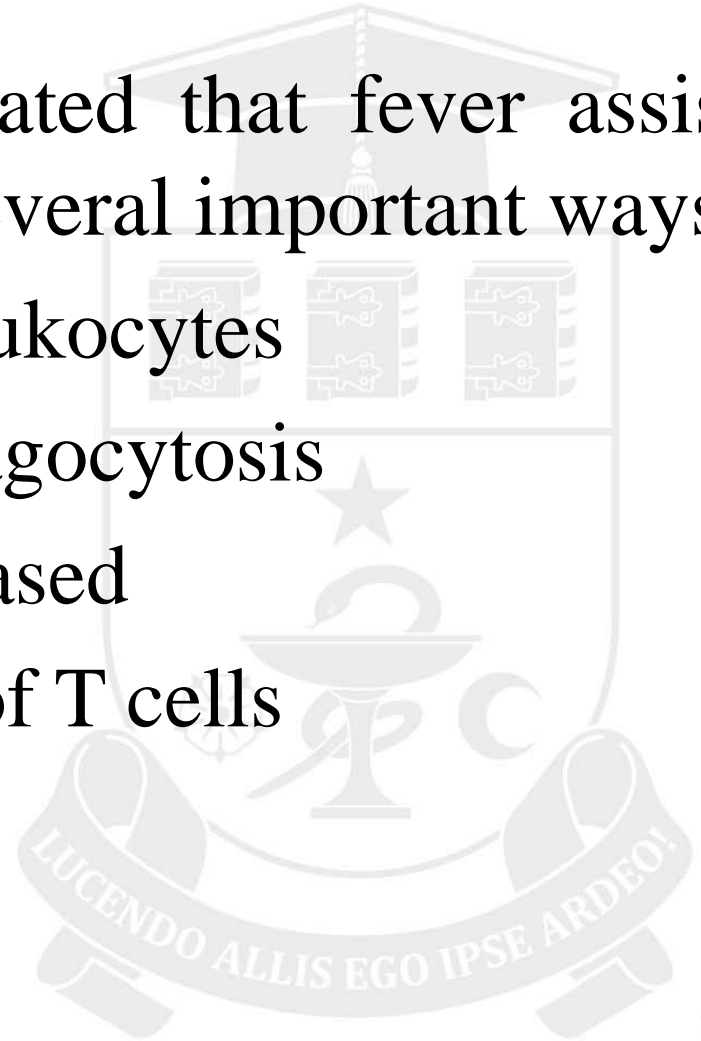 ated that fever assis
veral important ways
ukocytes
gocytosis
ased
of T cells
LUCENDO ALLIS EGO IPSE ARDEO!